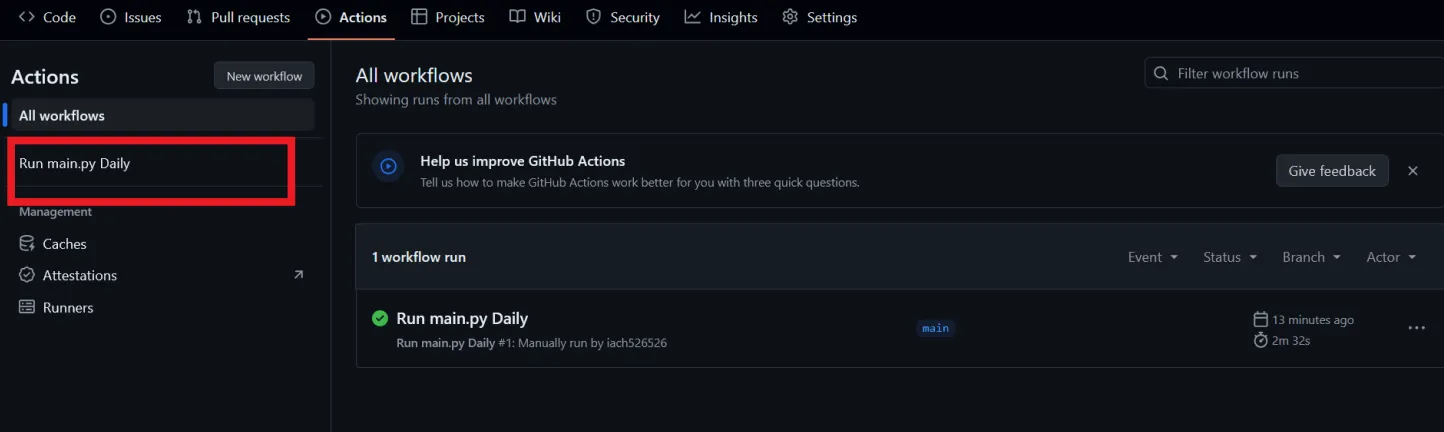 Code Issues Pull requests Actions Projects Wiki Security Insights Settings
Actions
New workflow
All workflows
Run main.py Daily
Management
Caches
Attestations
Runners
All workflows
Showing runs from all workflows
Filter workflow runs
Help us improve GitHub Actions
Tell us how to make GitHub Actions work better for you with three quick questions.
Give feedback
1 workflow run
Event Status Branch Actor
Run main.py Daily
Run main.py Daily #1: Manually run by iach526526
main
13 minutes ago
2m 32s